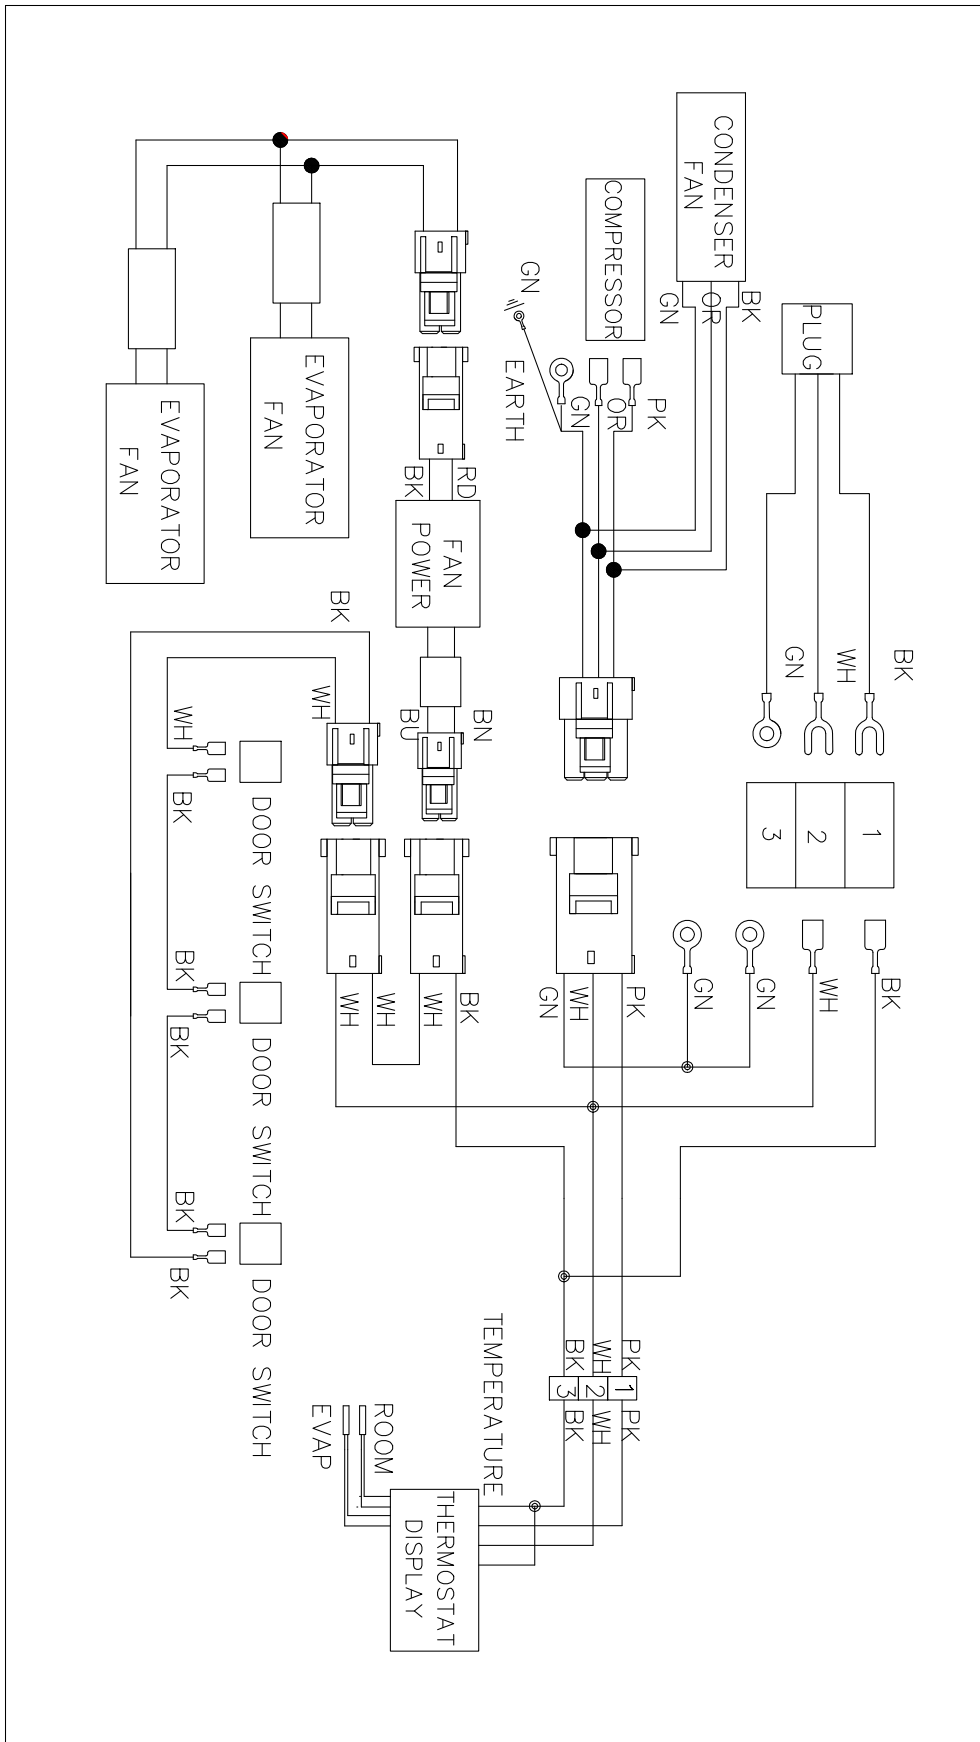 PLUG
BK
WH
GN
1
2
3
BK
WH
GN
GN
CONDENSER
FAN
BK
OR
GN
COMPRESSOR
PK
OR
GN
GN
EARTH
PK
WH
GN
PK
WH
BK
1
2
3
PK
WH
BK
RD
BK
FAN
POWER
BN
BU
BK
WH
BK
WH
WH
WH
TEMPERATURE
THERMOSTAT
DISPLAY
ROOM
EVAP
EVAPORATOR
FAN
EVAPORATOR
FAN
DOOR SWITCH
DOOR SWITCH
DOOR SWITCH
WH
BK
BK
BK
BK
BK